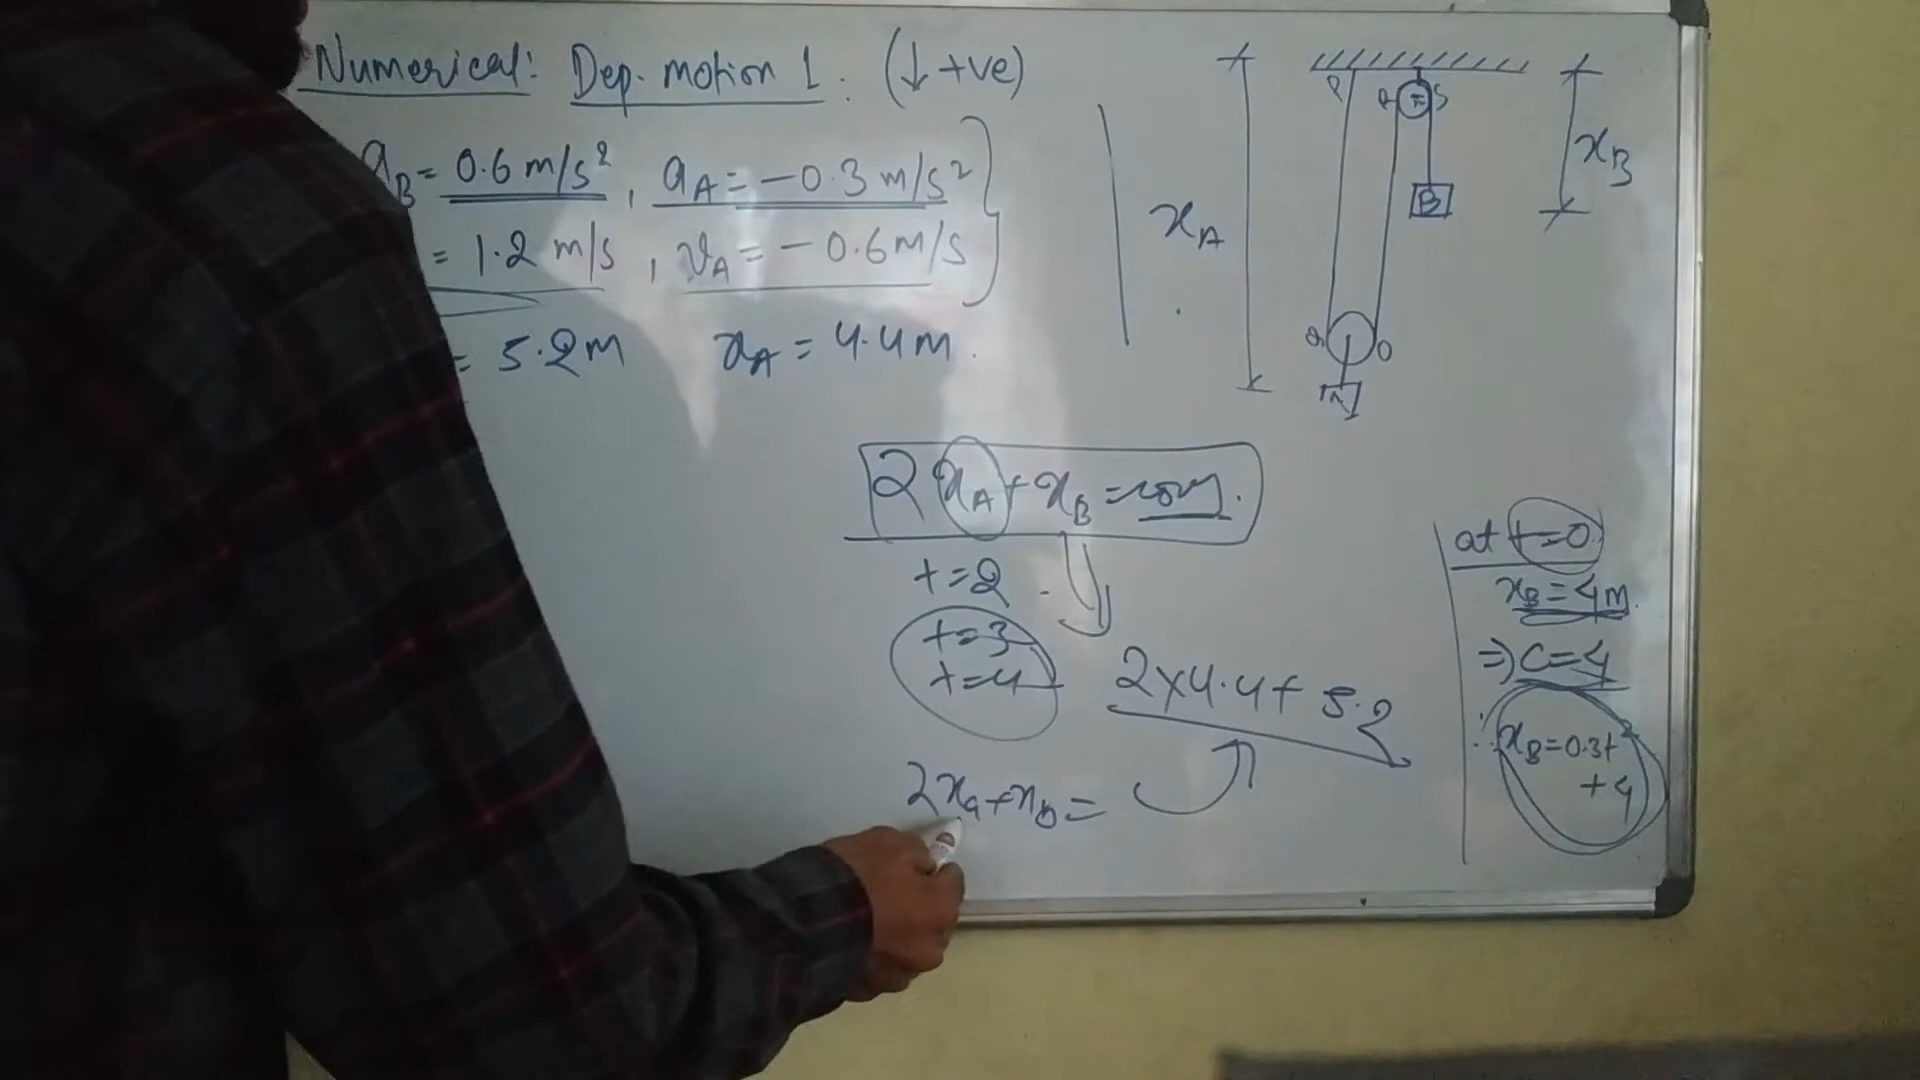 Numerical: Dep. motion 1. (↓ +ve)
aB = 0.6 m/s², aA = -0.3 m/s²
= 1.2 m/s, vA = -0.6 m/s
= 5.2m xA = 4.4m.
P
S
xA
xB
B
2xA + xB = cons.
t=2
t=3
t=4
2×4.4+5.2
2xA+xB =
at t=0
xB = 4m.
⇒ C=4
∴ xB = 0.3t²
+4